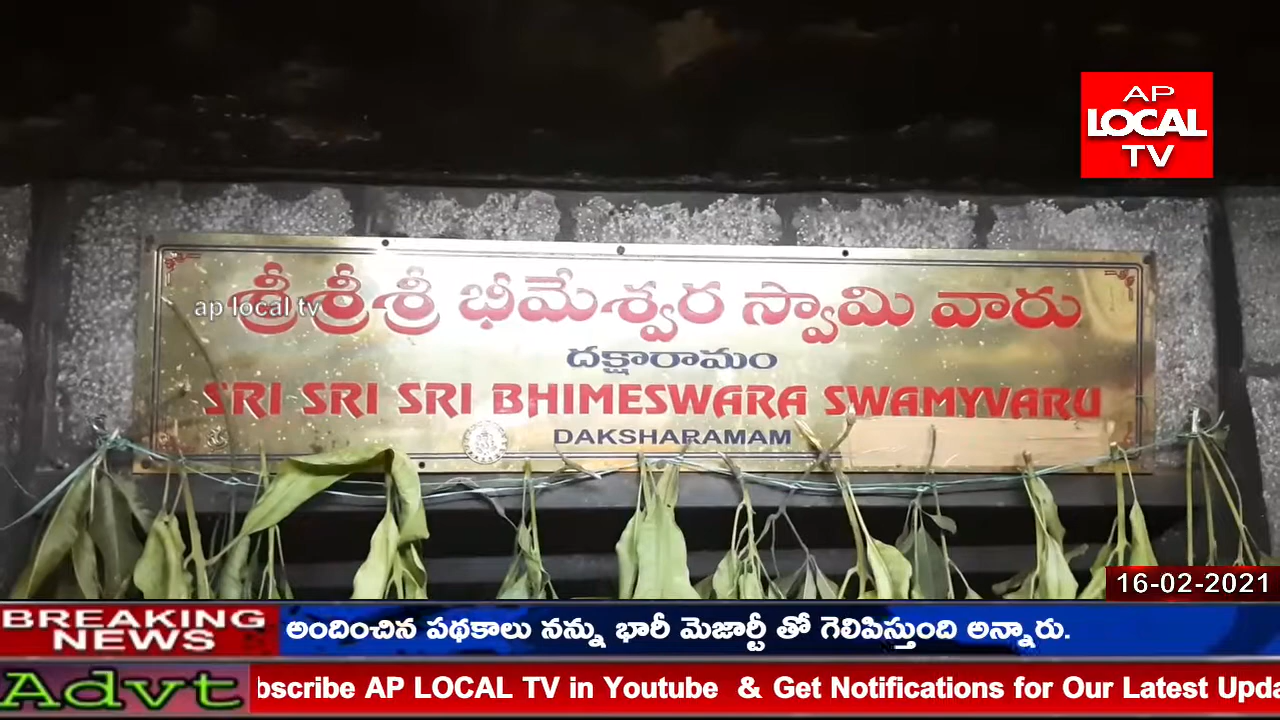 AP
LOCAL
TV
శ్రీ శ్రీ శ్రీ భీమేశ్వర స్వామి వారు
ap local tv
దక్షారామం
SRI SRI SRI BHIMESWARA SWAMYVARU
DAKSHARAMAM
16-02-2021
BREAKING
NEWS
అందించిన పథకాలు నన్ను భారీ మెజార్టీ తో గెలిపిస్తుంది అన్నారు.
Advt
bscribe AP LOCAL TV in Youtube & Get Notifications for Our Latest Upda